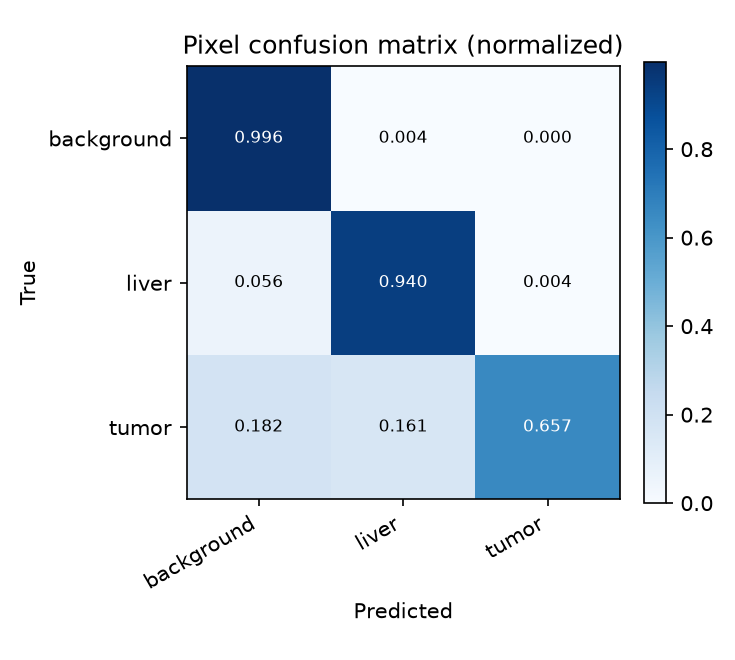 Pixel confusion matrix (normalized)
background 0.996 0.004 0.000
liver 0.056 0.940 0.004
tumor 0.182 0.161 0.657
True
background liver tumor
Predicted
0.8
0.6
0.4
0.2
0.0